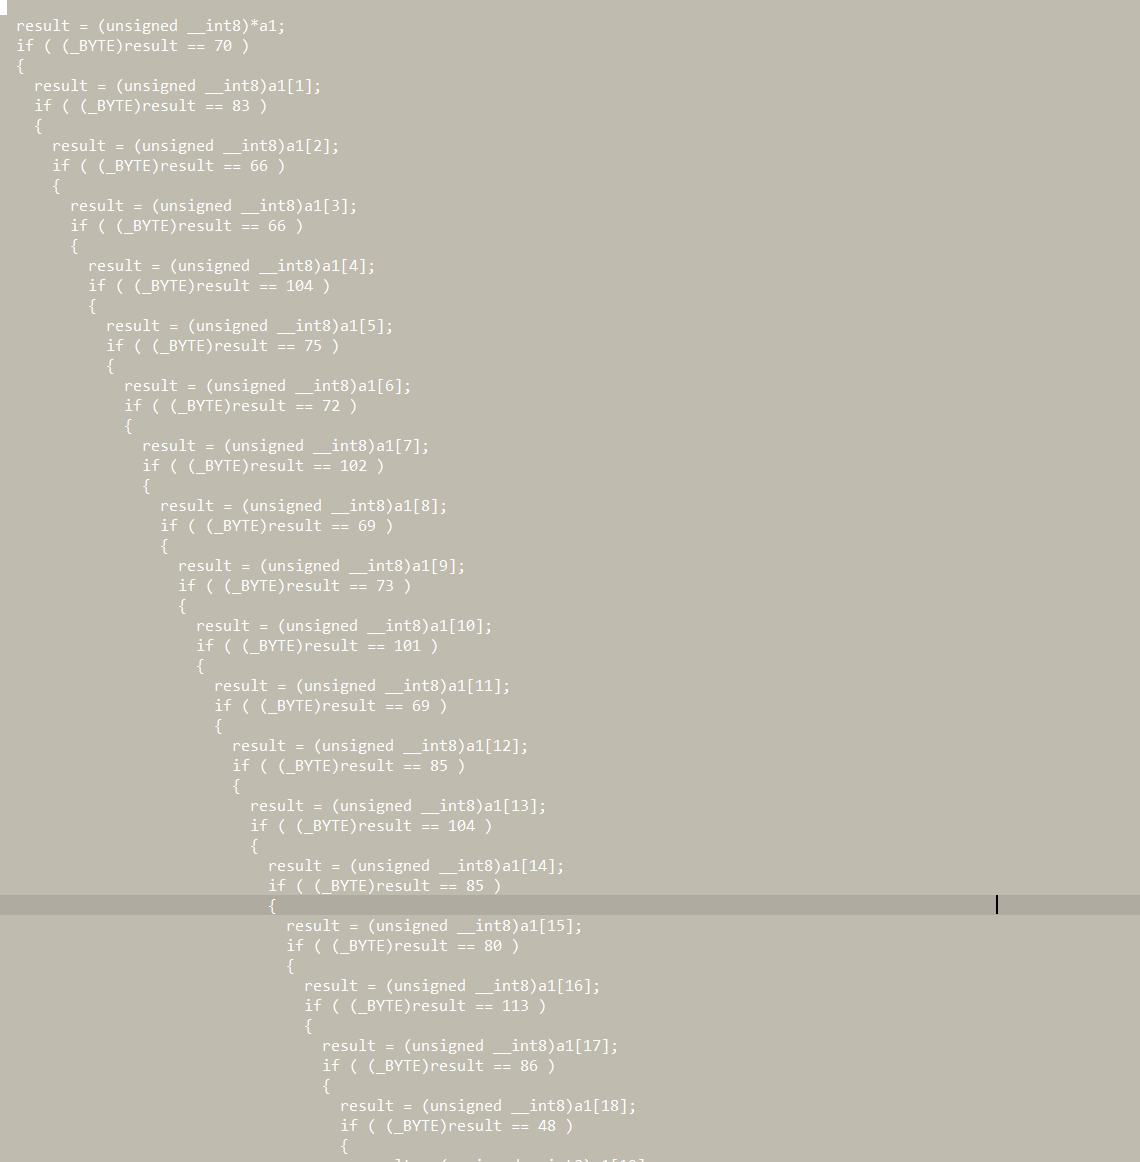 result = (unsigned __int8)*a1;
if ( (_BYTE)result == 70 )
{
result = (unsigned __int8)a1[1];
if ( (_BYTE)result == 83 )
{
result = (unsigned __int8)a1[2];
if ( (_BYTE)result == 66 )
{
result = (unsigned __int8)a1[3];
if ( (_BYTE)result == 66 )
{
result = (unsigned __int8)a1[4];
if ( (_BYTE)result == 104 )
{
result = (unsigned __int8)a1[5];
if ( (_BYTE)result == 75 )
{
result = (unsigned __int8)a1[6];
if ( (_BYTE)result == 72 )
{
result = (unsigned __int8)a1[7];
if ( (_BYTE)result == 102 )
{
result = (unsigned __int8)a1[8];
if ( (_BYTE)result == 69 )
{
result = (unsigned __int8)a1[9];
if ( (_BYTE)result == 73 )
{
result = (unsigned __int8)a1[10];
if ( (_BYTE)result == 101 )
{
result = (unsigned __int8)a1[11];
if ( (_BYTE)result == 69 )
{
result = (unsigned __int8)a1[12];
if ( (_BYTE)result == 85 )
{
result = (unsigned __int8)a1[13];
if ( (_BYTE)result == 104 )
{
result = (unsigned __int8)a1[14];
if ( (_BYTE)result == 85 )
{
result = (unsigned __int8)a1[15];
if ( (_BYTE)result == 80 )
{
result = (unsigned __int8)a1[16];
if ( (_BYTE)result == 113 )
{
result = (unsigned __int8)a1[17];
if ( (_BYTE)result == 86 )
{
result = (unsigned __int8)a1[18];
if ( (_BYTE)result == 48 )
{